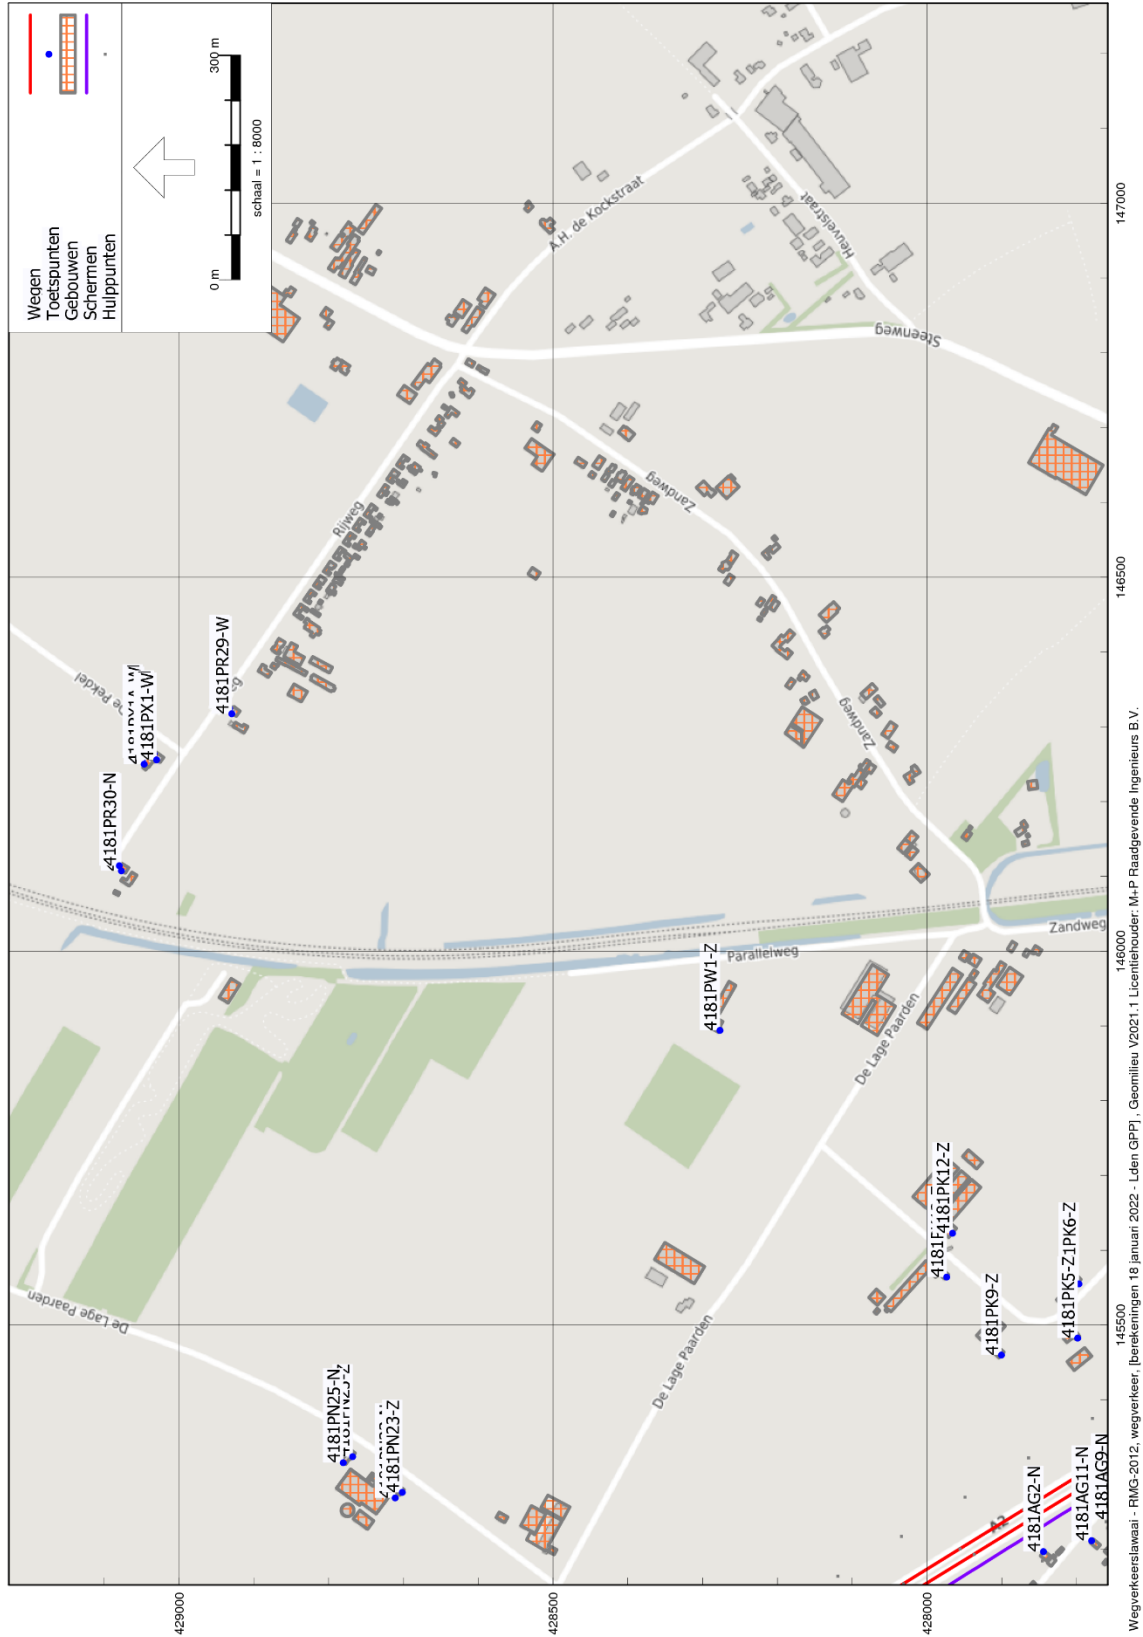 Wegen
Toetspunten
Gebouwen
Schermen
Hulppunten
0 m
300 m
schaal = 1 : 8000
De Pekdel
4181PX1-W
4181PR29-W
4181PR30-N
Rijweg
A.H. de Kockstraat
Heuvelstraat
Steenweg
Zandweg
Zandweg
Zandweg
Parallelweg
4181PW1-Z
De Lage Paarden
De Lage Paarden
De Lage Paarden
4181PK12-Z
4181PK9-Z
4181PK5-Z
1PK6-Z
4181PN25-N
4181PN23-Z
A2
4181AG2-N
4181AG11-N
4181AG9-N
429000
428500
428000
145500
146000
146500
147000
Wegverkeerslawaai - RMG-2012, wegverkeer, [berekeningen 18 januari 2022 - Lden GPP] , Geomilieu V2021.1 Licentiehouder: M+P Raadgevende Ingenieurs B.V.